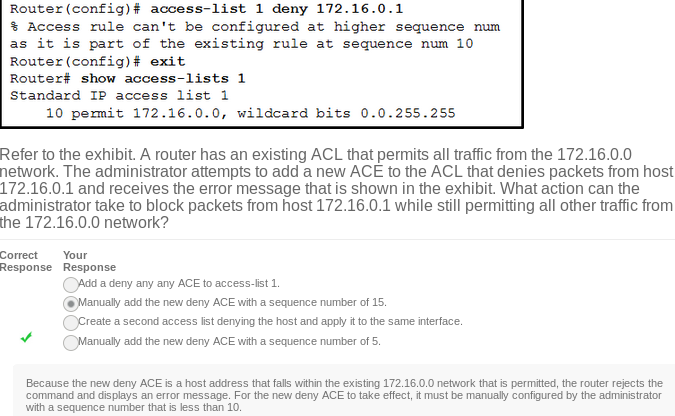 Router(config)# access-list 1 deny 172.16.0.1
% Access rule can't be configured at higher sequence num
as it is part of the existing rule at sequence num 10
Router(config)# exit
Router# show access-lists 1
Standard IP access list 1
10 permit 172.16.0.0, wildcard bits 0.0.255.255
Refer to the exhibit. A router has an existing ACL that permits all traffic from the 172.16.0.0
network. The administrator attempts to add a new ACE to the ACL that denies packets from host
172.16.0.1 and receives the error message that is shown in the exhibit. What action can the
administrator take to block packets from host 172.16.0.1 while still permitting all other traffic from
the 172.16.0.0 network?
Correct Response
Your Response
Add a deny any any ACE to access-list 1.
Manually add the new deny ACE with a sequence number of 15.
Create a second access list denying the host and apply it to the same interface.
Manually add the new deny ACE with a sequence number of 5.
Because the new deny ACE is a host address that falls within the existing 172.16.0.0 network that is permitted, the router rejects the
command and displays an error message. For the new deny ACE to take effect, it must be manually configured by the administrator
with a sequence number that is less than 10.